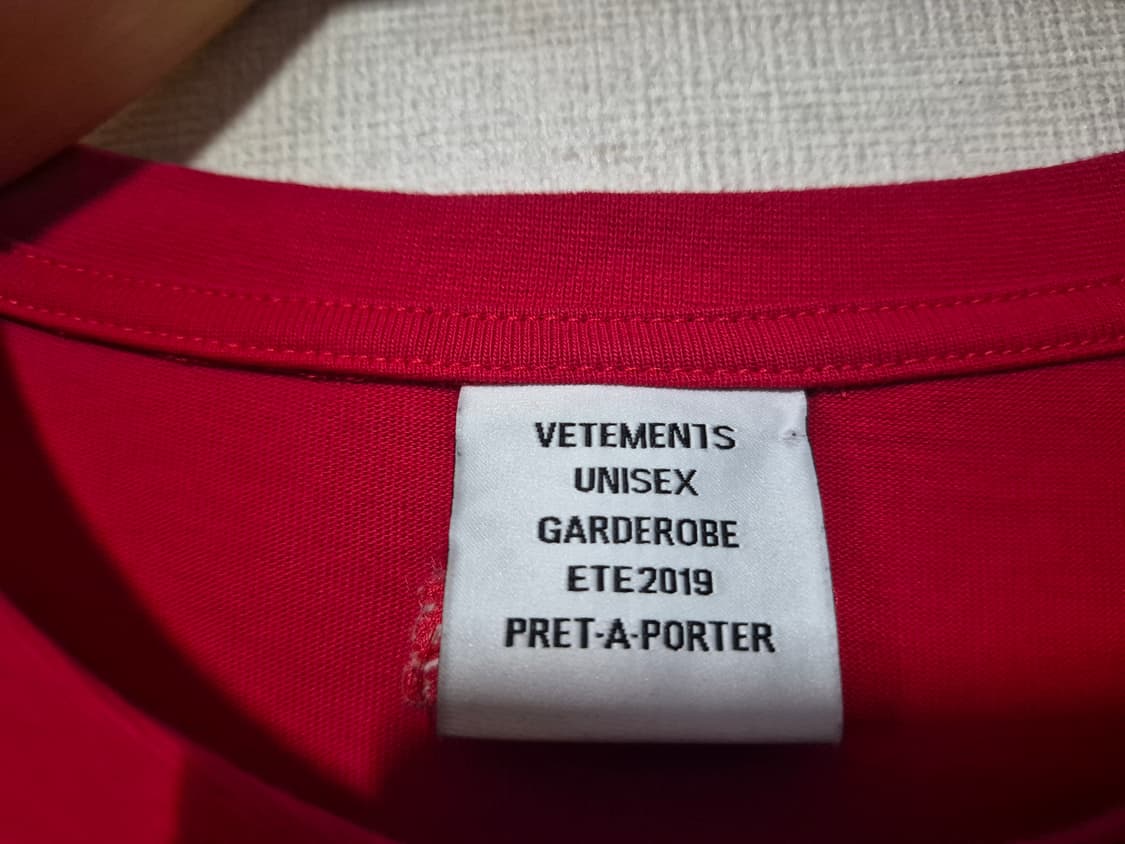 VETEMENTS
UNISEX
GARDEROBE
ETE2019
PRET-A-PORTER